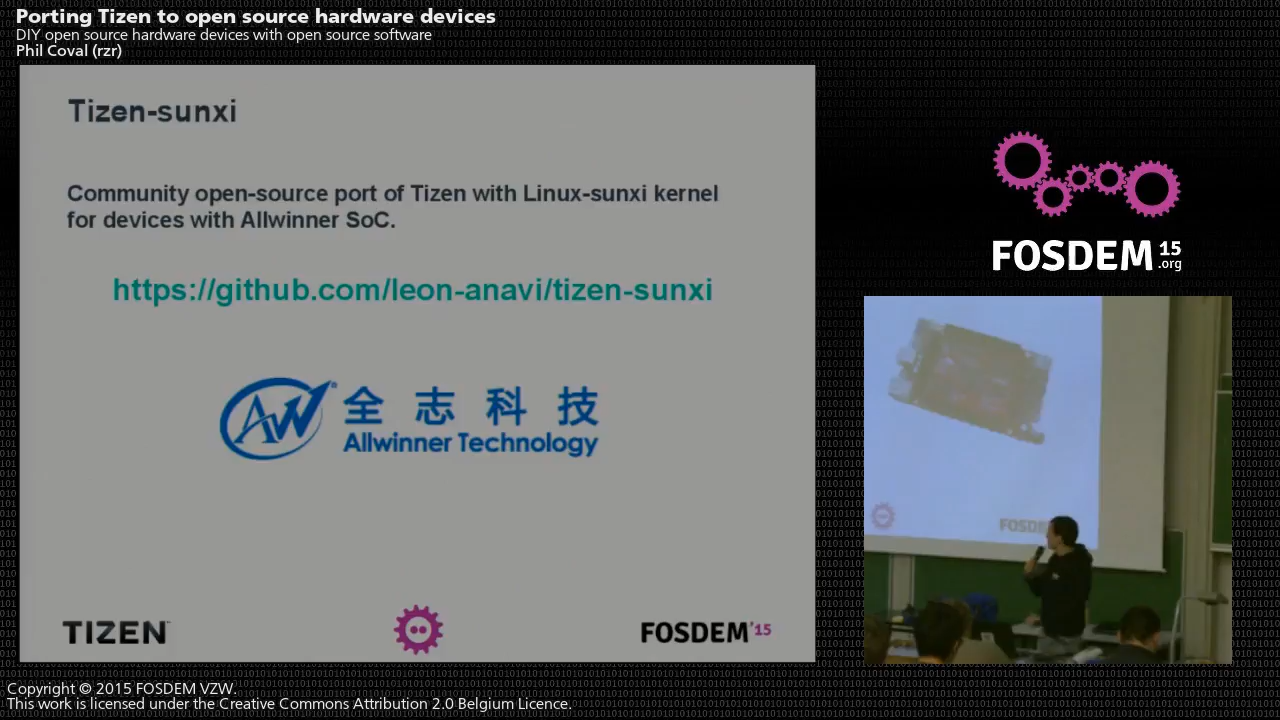 Porting Tizen to open source hardware devices
DIY open source hardware devices with open source software
Phil Coval (rzr)
Tizen-sunxi
Community open-source port of Tizen with Linux-sunxi kernel
for devices with Allwinner SoC.
https://github.com/leon-anavi/tizen-sunxi
AW® 全志科技
Allwinner Technology
TIZEN™
FOSDEM'15
FOSDEM 15
.org
FOSDEM
Copyright © 2015 FOSDEM VZW.
This work is licensed under the Creative Commons Attribution 2.0 Belgium Licence.